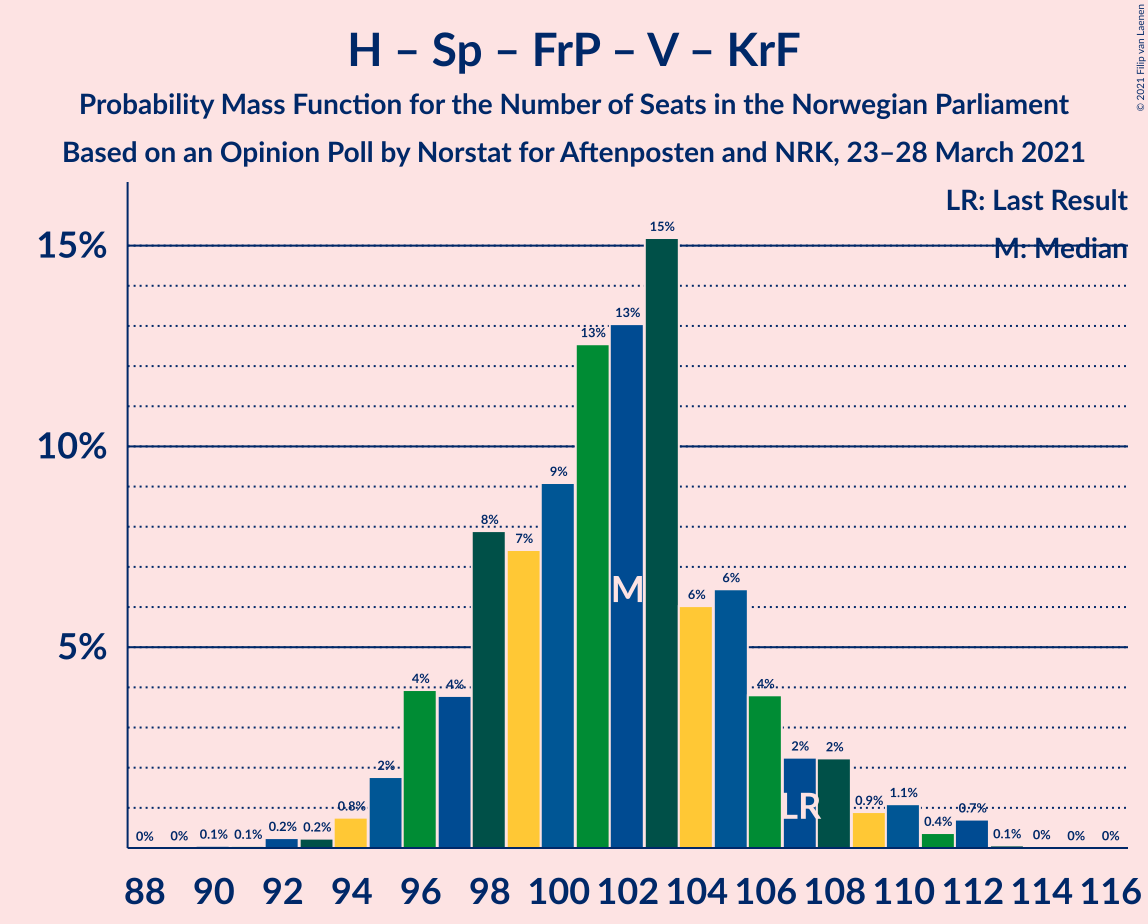 H – Sp – FrP – V – KrF
Probability Mass Function for the Number of Seats in the Norwegian Parliament
Based on an Opinion Poll by Norstat for Aftenposten and NRK, 23–28 March 2021
© 2021 Filip van Laenen
LR: Last Result
M: Median
15%
10%
5%
0% 0% 0.1% 0.1% 0.2% 0.2% 0.8% 2% 4% 4% 8% 7% 9% 13% 13% 15% 6% 6% 4% 2% 2% 0.9% 1.1% 0.4% 0.7% 0.1% 0% 0% 0%
M
LR
88 90 92 94 96 98 100 102 104 106 108 110 112 114 116